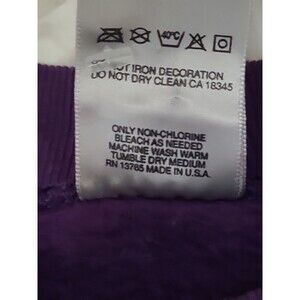 40°C
IRON DECORATION
DO NOT DRY CLEAN CA 18345
ONLY NON-CHLORINE
BLEACH AS NEEDED
MACHINE WASH WARM
TUMBLE DRY MEDIUM
RN 13765 MADE IN U.S.A.